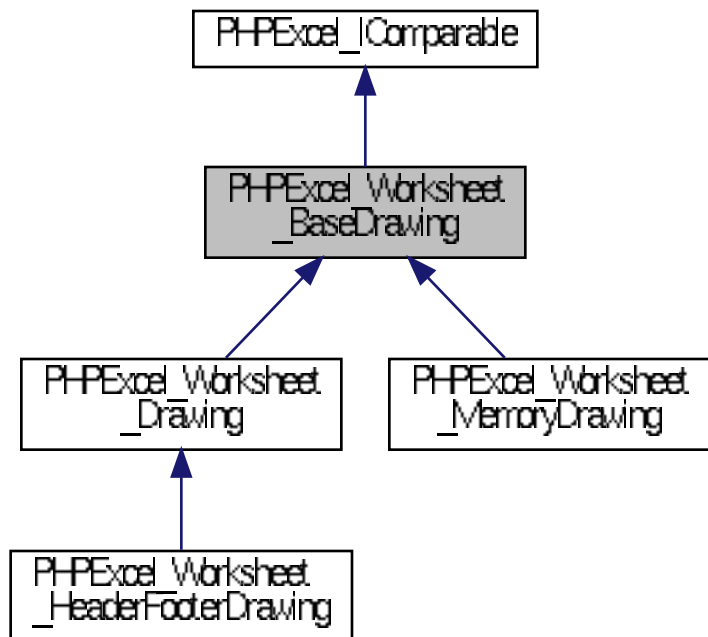 PHPExcel_IComparable
PHPExcel_Worksheet
_BaseDrawing
PHPExcel_Worksheet
_Drawing
PHPExcel_Worksheet
_MemoryDrawing
PHPExcel_Worksheet
_HeaderFooterDrawing